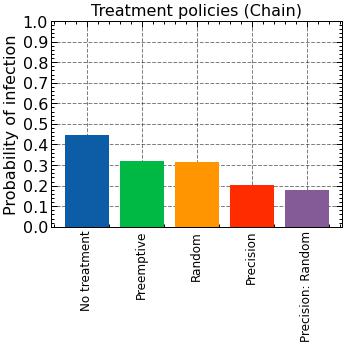 Treatment policies (Chain)
Probability of infection
1.0
0.9
0.8
0.7
0.6
0.5
0.4
0.3
0.2
0.1
0.0
No treatment
Preemptive
Random
Precision
Precision: Random